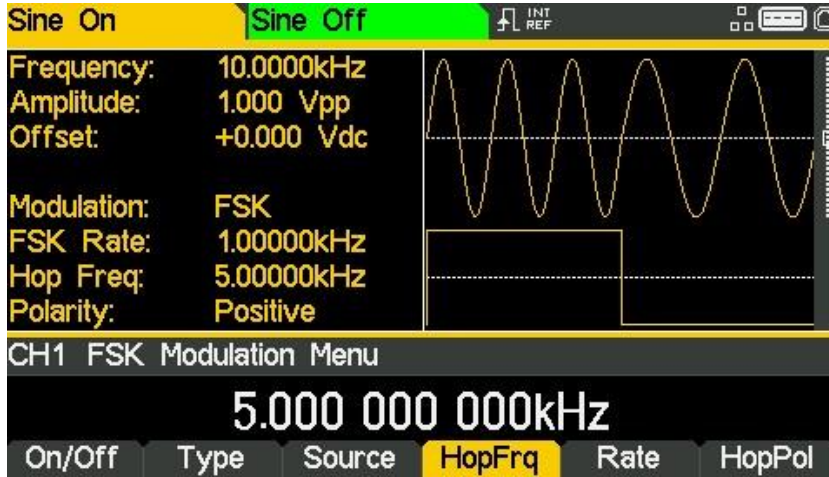 Sine On
Sine Off
INT
REF
Frequency: 10.0000kHz
Amplitude: 1.000 Vpp
Offset: +0.000 Vdc
Modulation: FSK
FSK Rate: 1.00000kHz
Hop Freq: 5.00000kHz
Polarity: Positive
CH1 FSK Modulation Menu
5.000 000 000kHz
On/Off Type Source HopFrq Rate HopPol